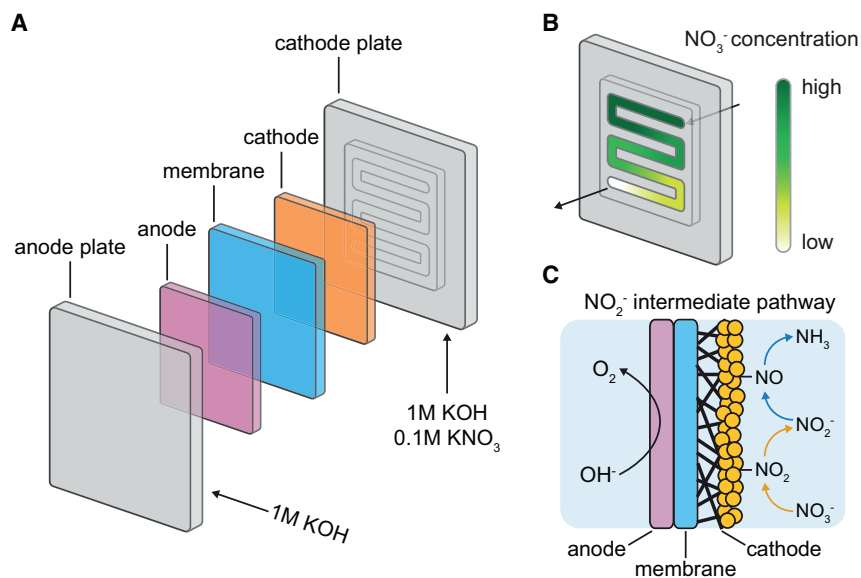 A
cathode plate
cathode
membrane
anode
anode plate
1M KOH
0.1M KNO₃
1M KOH
B
NO₃⁻ concentration
high
low
C
NO₂⁻ intermediate pathway
O₂
OH⁻
NH₃
NO
NO₂⁻
NO₂
NO₃⁻
anode
membrane
cathode